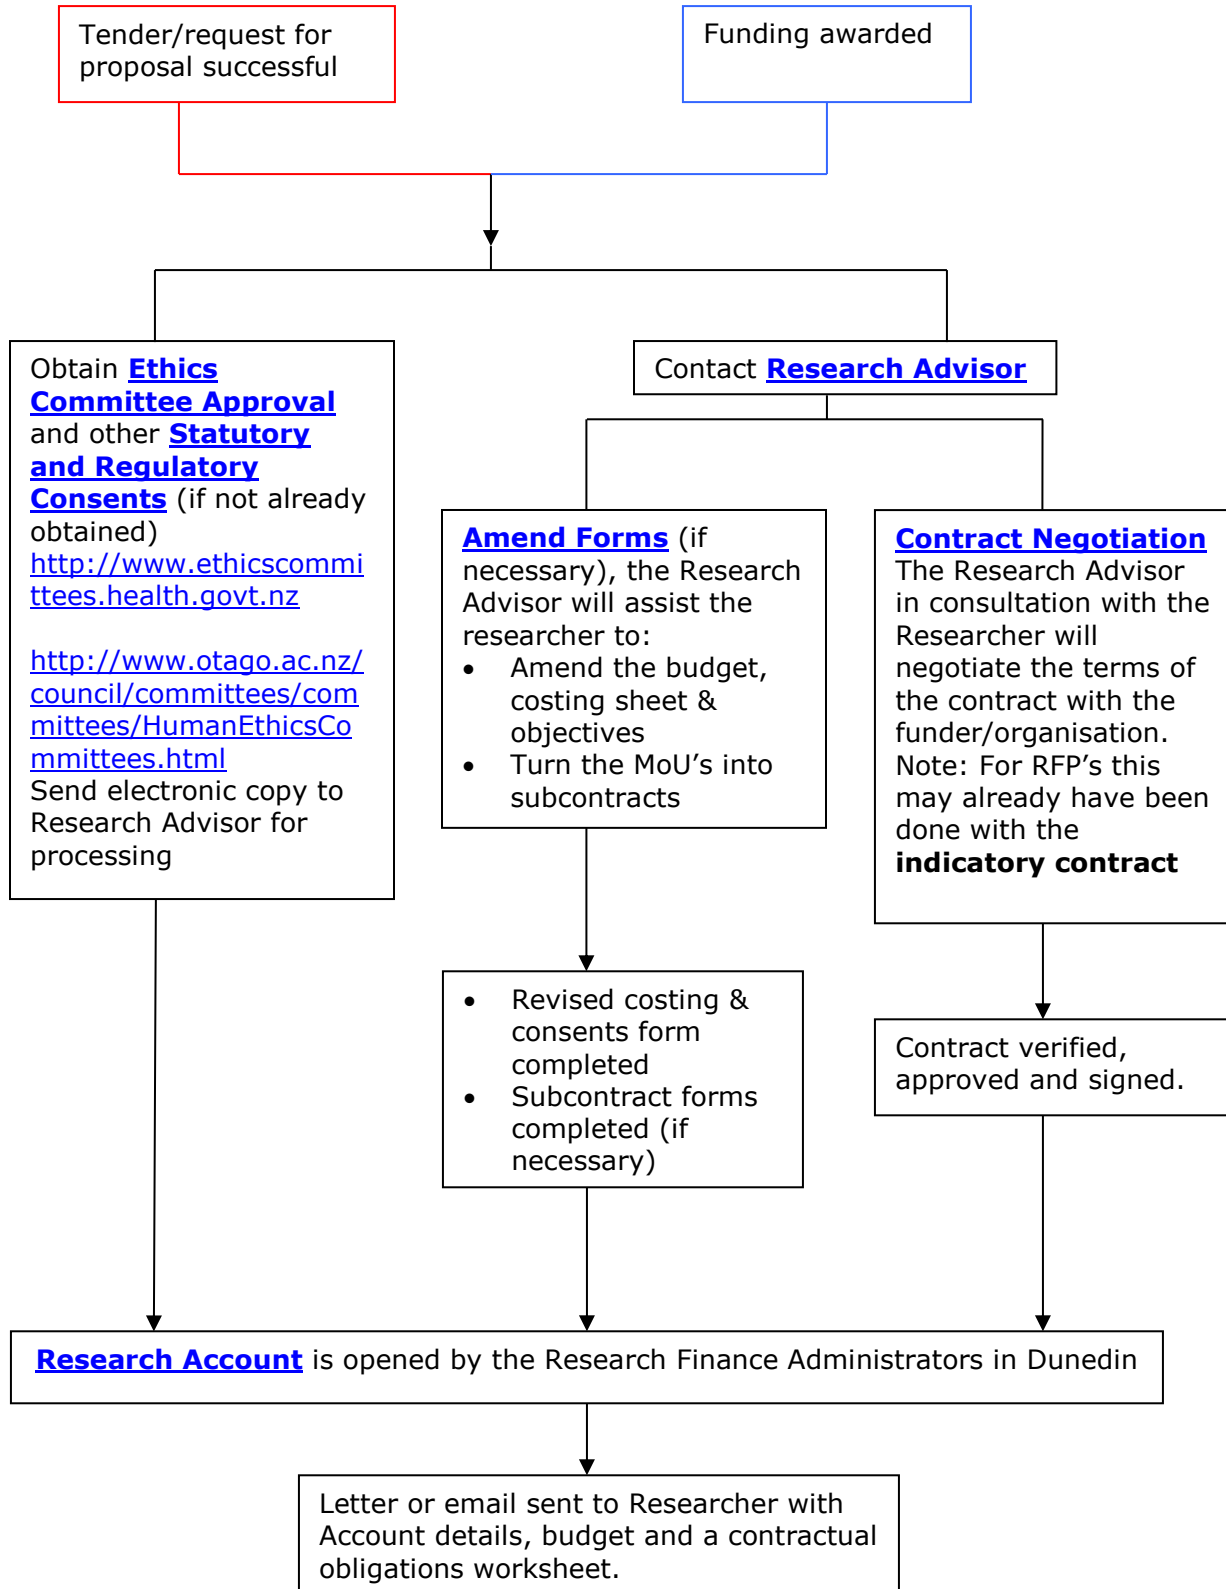 Tender/request for
proposal successful
Funding awarded
Obtain Ethics
Committee Approval
and other Statutory
and Regulatory
Consents (if not already
obtained)
http://www.ethicscommi
ttees.health.govt.nz
http://www.otago.ac.nz/
council/committees/com
mittees/HumanEthicsCo
mmittees.html
Send electronic copy to
Research Advisor for
processing
Contact Research Advisor
Amend Forms (if
necessary), the Research
Advisor will assist the
researcher to:
• Amend the budget,
costing sheet &
objectives
• Turn the MoU's into
subcontracts
Contract Negotiation
The Research Advisor
in consultation with the
Researcher will
negotiate the terms of
the contract with the
funder/organisation.
Note: For RFP's this
may already have been
done with the
indicatory contract
• Revised costing &
consents form
completed
• Subcontract forms
completed (if
necessary)
Contract verified,
approved and signed.
Research Account is opened by the Research Finance Administrators in Dunedin
Letter or email sent to Researcher with
Account details, budget and a contractual
obligations worksheet.